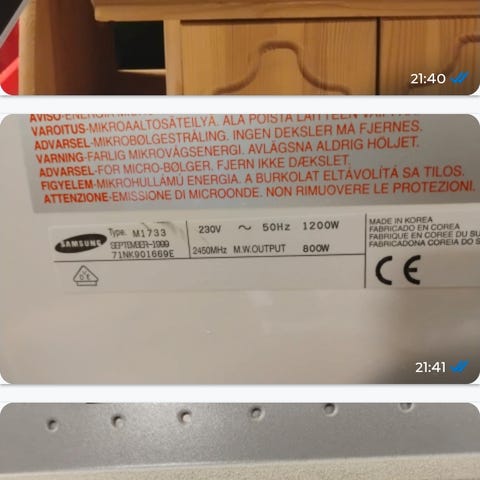 21:40
VAROITUS-MIKROAALTOSÄTEILYÄ. ÄLÄ POISTA LAITTEEN
ADVARSEL-MIKROBØLGESTRÅLING. INGEN DEKSLER MÅ FJERNES.
VARNING-FARLIG MIKROVÅGSENERGI. AVLÄGSNA ALDRIG HÖLJET.
ADVARSEL-FOR MICRO-BØLGER, FJERN IKKE DÆKSLET.
FIGYELEM-MIKROHULLÁMÚ ENERGIA. A BURKOLAT ELTÁVOLÍTÁSA TILOS.
ATTENZIONE-EMISSIONE DI MICROONDE. NON RIMUOVERE LE PROTEZIONI.
SAMSUNG
Type. M1733
SEPTEMBER-1999
71NK901669E
230V ~ 50Hz 1200W
2450MHz M.W.OUTPUT 800W
MADE IN KOREA
FABRICADO EN COREA
FABRIQUE EN COREE DU SU
FABRICADONA COREIA DO S
CE
21:41